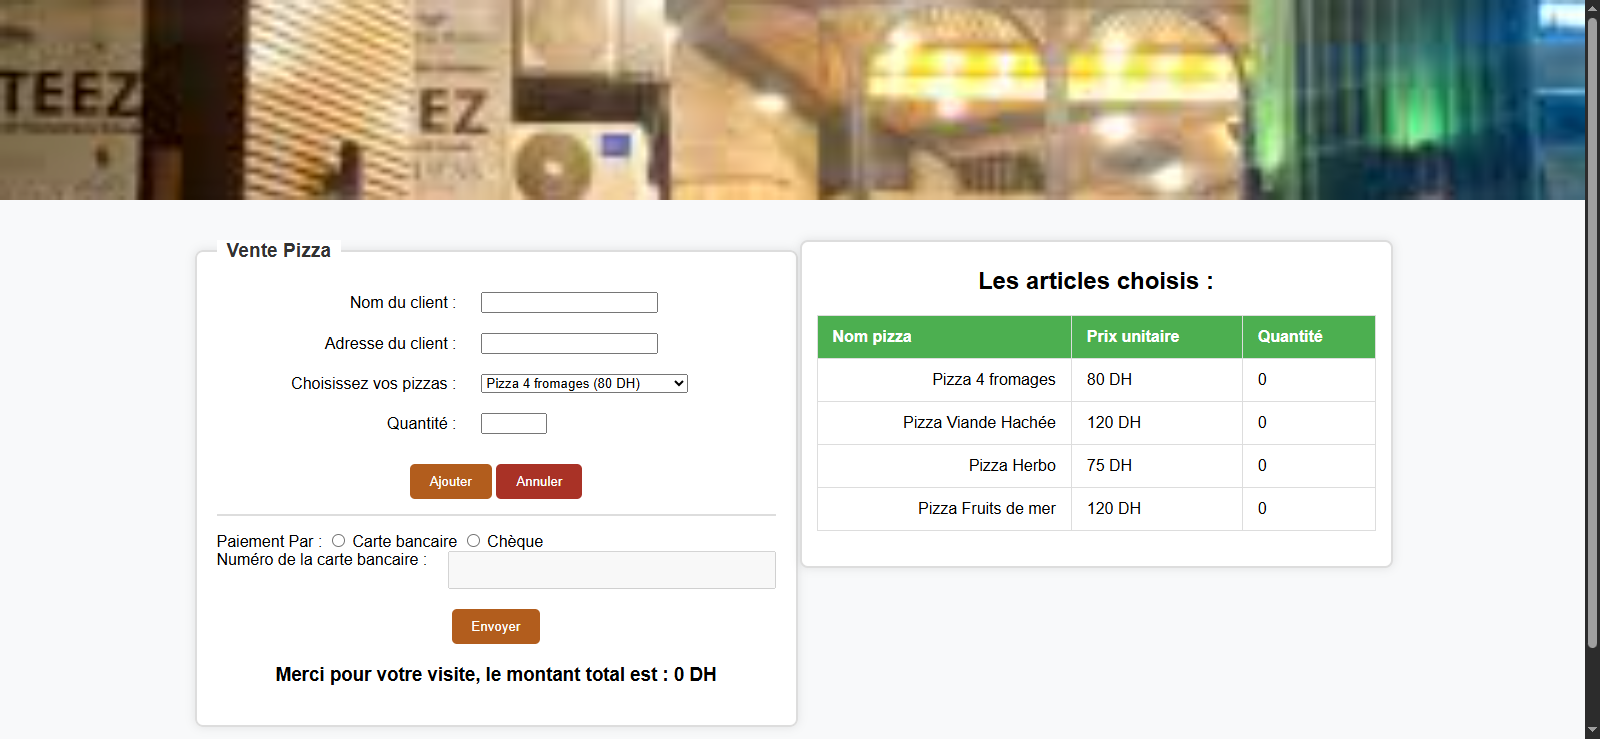 TEEZ
EZ
Vente Pizza
Nom du client :
Adresse du client :
Choisissez vos pizzas : Pizza 4 fromages (80 DH)
Quantité :
Ajouter Annuler
Paiement Par : Carte bancaire Chèque
Numéro de la carte bancaire :
Envoyer
Merci pour votre visite, le montant total est : 0 DH
Les articles choisis :
Nom pizza Prix unitaire Quantité
Pizza 4 fromages 80 DH 0
Pizza Viande Hachée 120 DH 0
Pizza Herbo 75 DH 0
Pizza Fruits de mer 120 DH 0